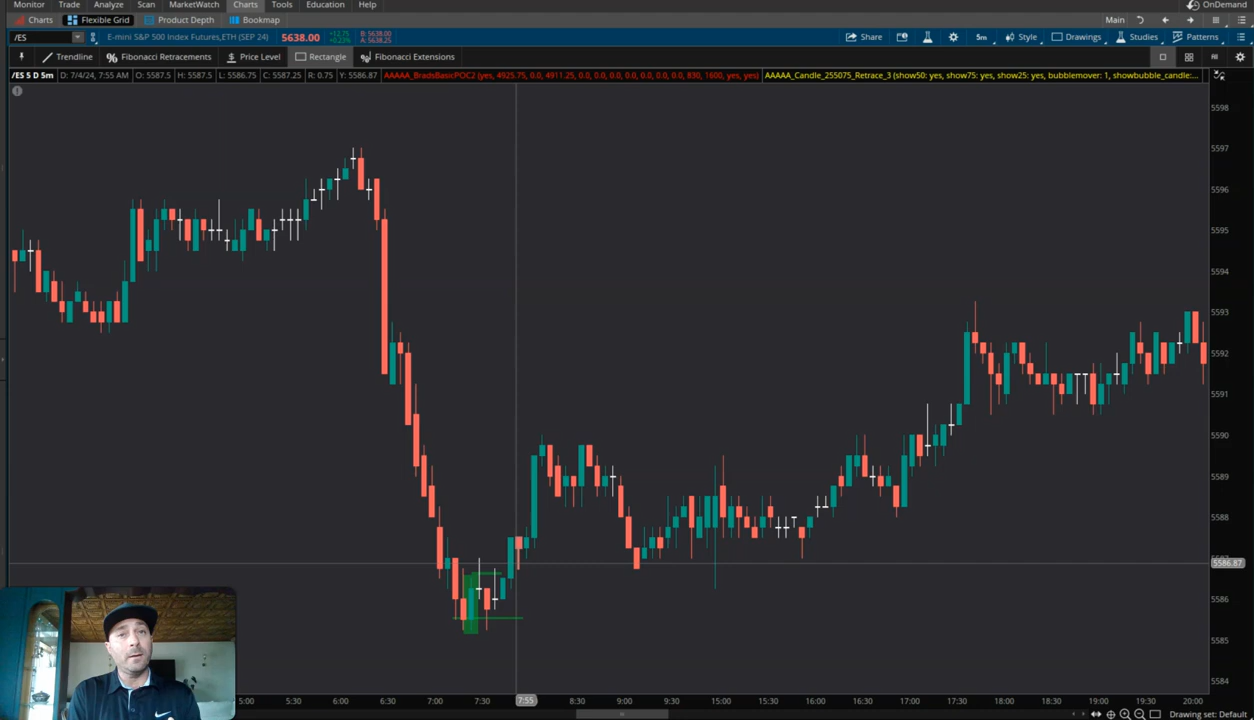 Monitor Trade Analyze Scan MarketWatch Charts Tools Education Help OnDemand
Charts Flexible Grid Product Depth Bookmap Main
/ES E-mini S&P 500 Index Futures,ETH (SEP 24) 5638.00 +12.75 +0.23% B: 5638.00 A: 5638.25 Share 5m Style Drawings Studies Patterns
Trendline Fibonacci Retracements $ Price Level Rectangle Fibonacci Extensions
/ES 5 D 5m D: 7/4/24, 7:55 AM O: 5587.5 H: 5587.5 L: 5586.75 C: 5587.25 R: 0.75 Y: 5586.87 AAAAA_BradsBasicPOC2 (yes, 4925.75, 0.0, 4911.25, 0.0, 0.0, 0.0, 0.0, 0.0, 0.0, 830, 1600, yes, yes) AAAAA_Candle_255075_Retrace_3 (show50: yes, show75: yes, show25: yes, bubblemover: 1, showbubble_candle:...
5598
5597
5596
5595
5594
5593
5592
5591
5590
5589
5588
5586.87
5586
5585
5584
5:00 5:30 6:00 6:30 7:00 7:30 7:55 8:30 9:00 9:30 15:00 15:30 16:00 16:30 17:00 17:30 18:00 18:30 19:00 19:30 20:00
Drawing set: Default